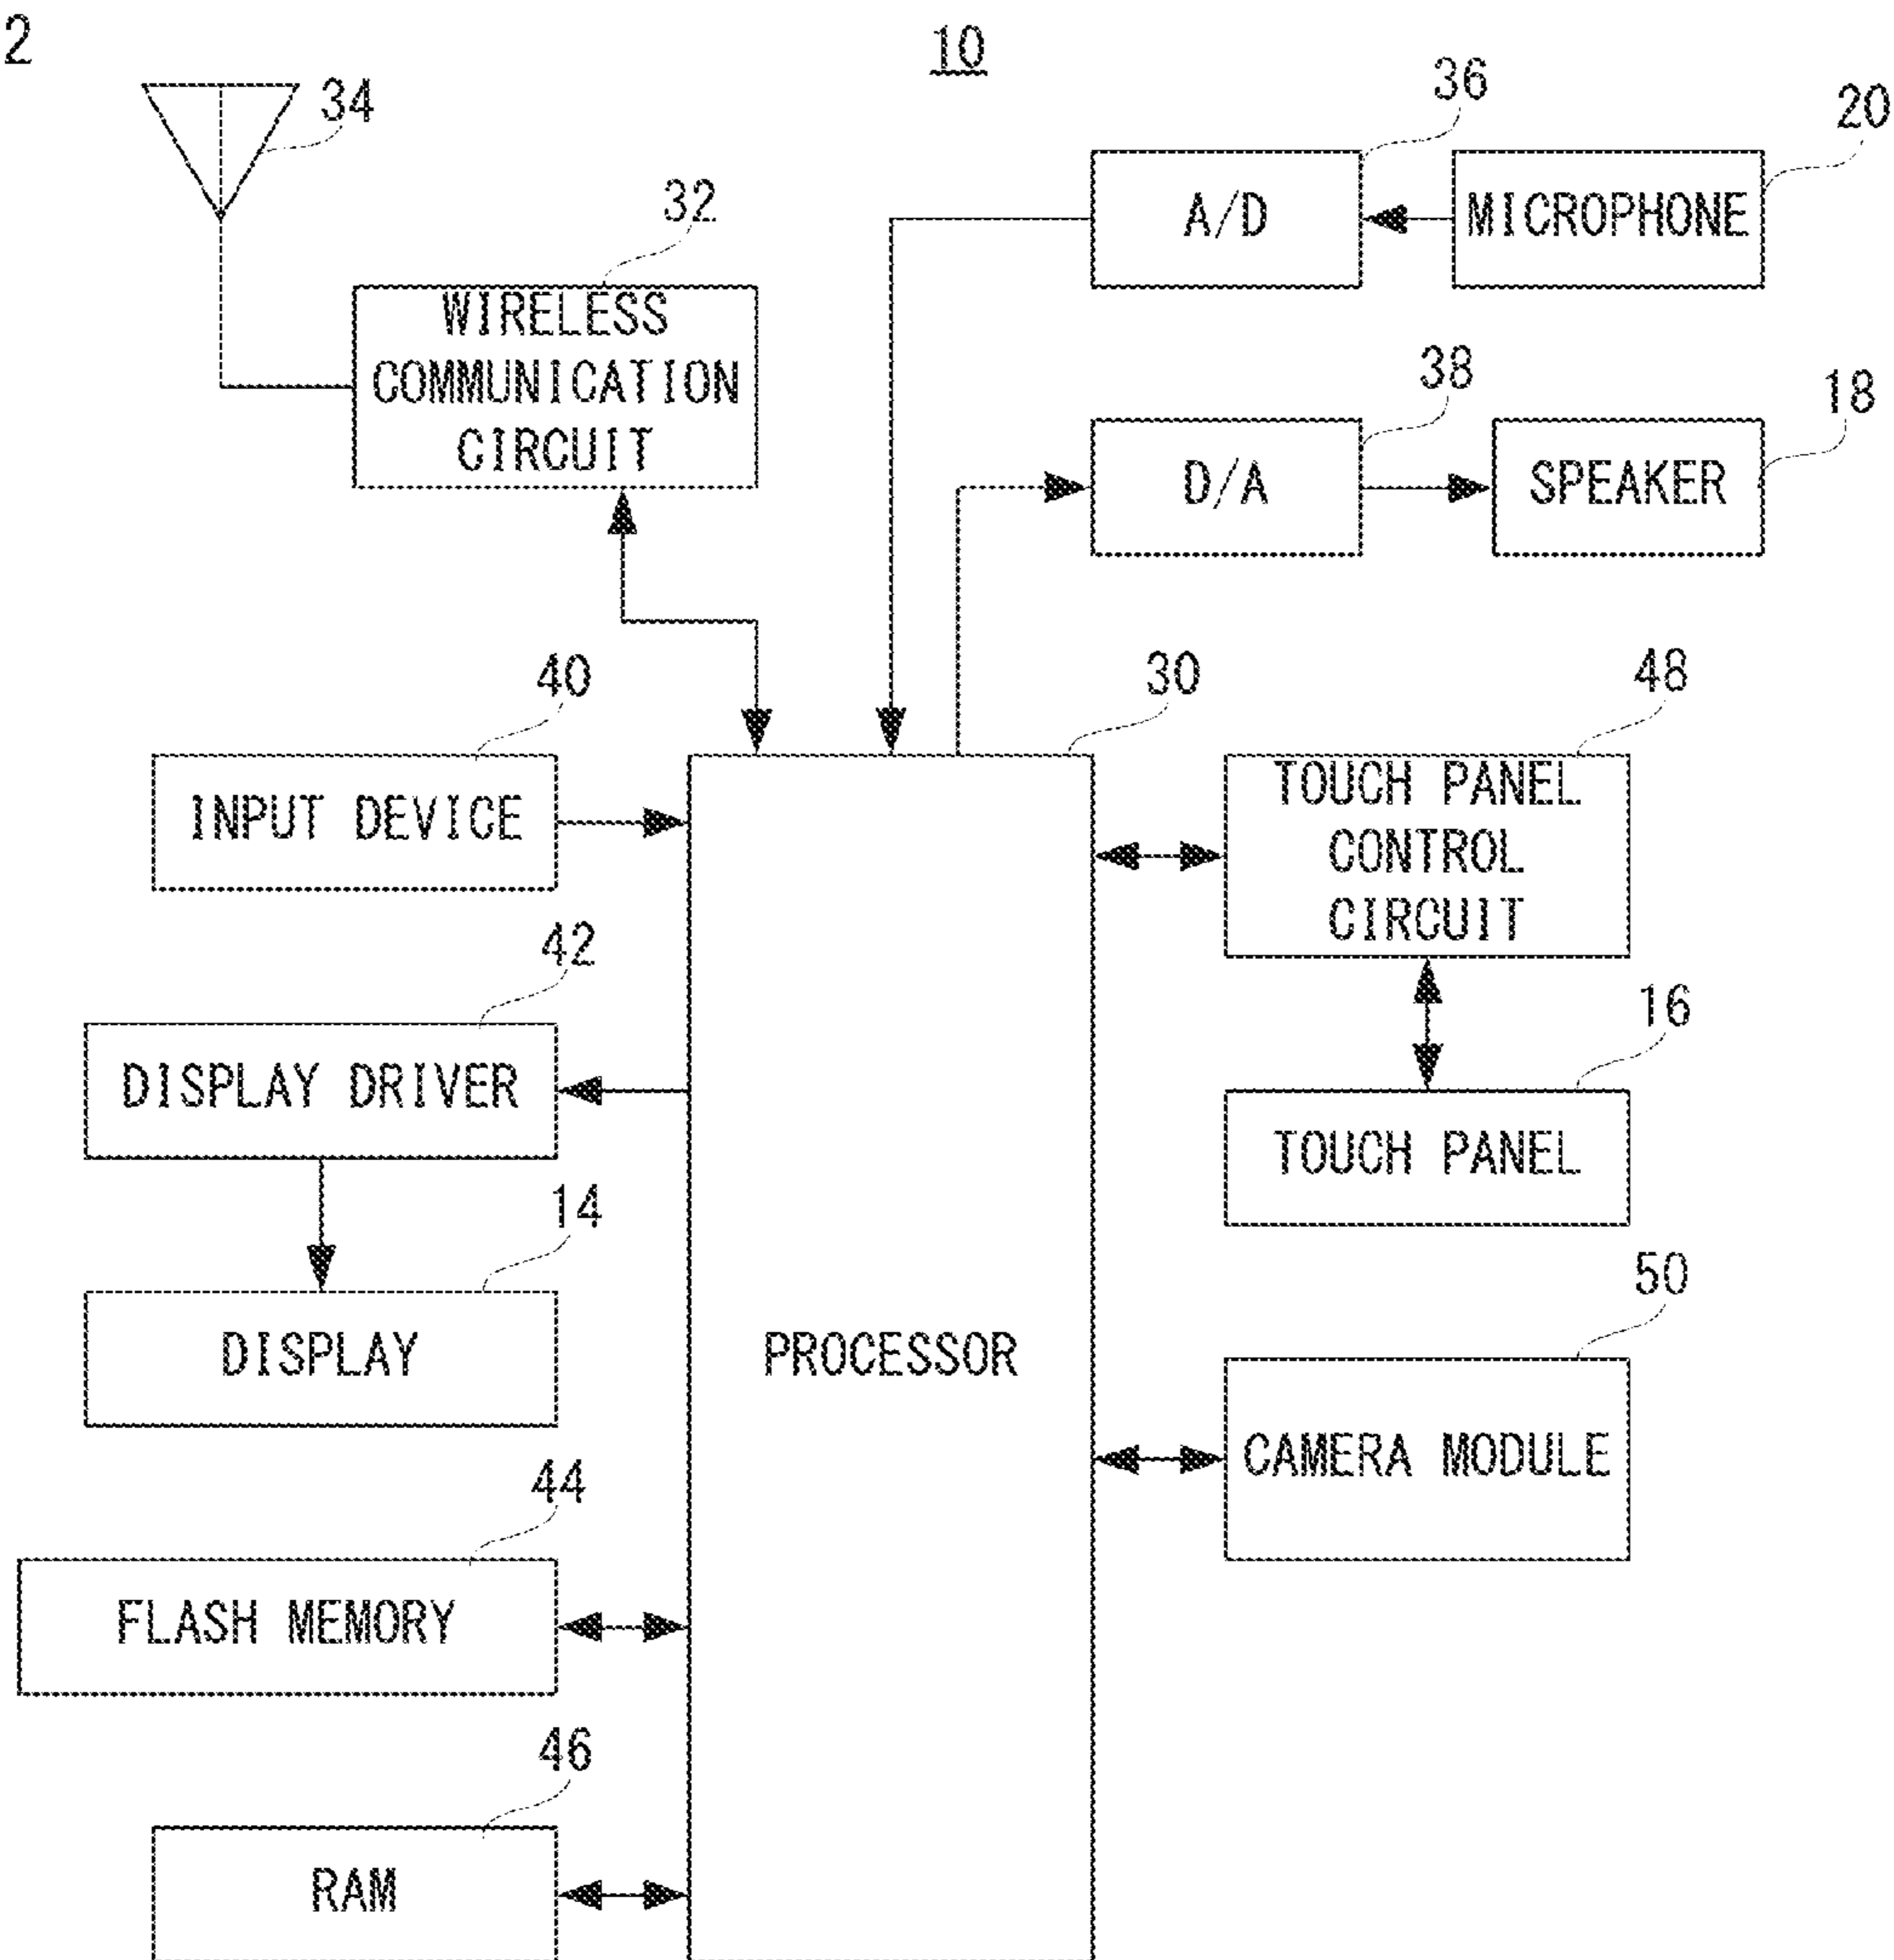 2
10
34
36
20
32
A/D
MICROPHONE
WIRELESS
COMMUNICATION
CIRCUIT
38
18
D/A
SPEAKER
40
30
48
INPUT DEVICE
TOUCH PANEL
CONTROL
CIRCUIT
42
16
DISPLAY DRIVER
TOUCH PANEL
14
50
DISPLAY
PROCESSOR
CAMERA MODULE
44
FLASH MEMORY
46
RAM